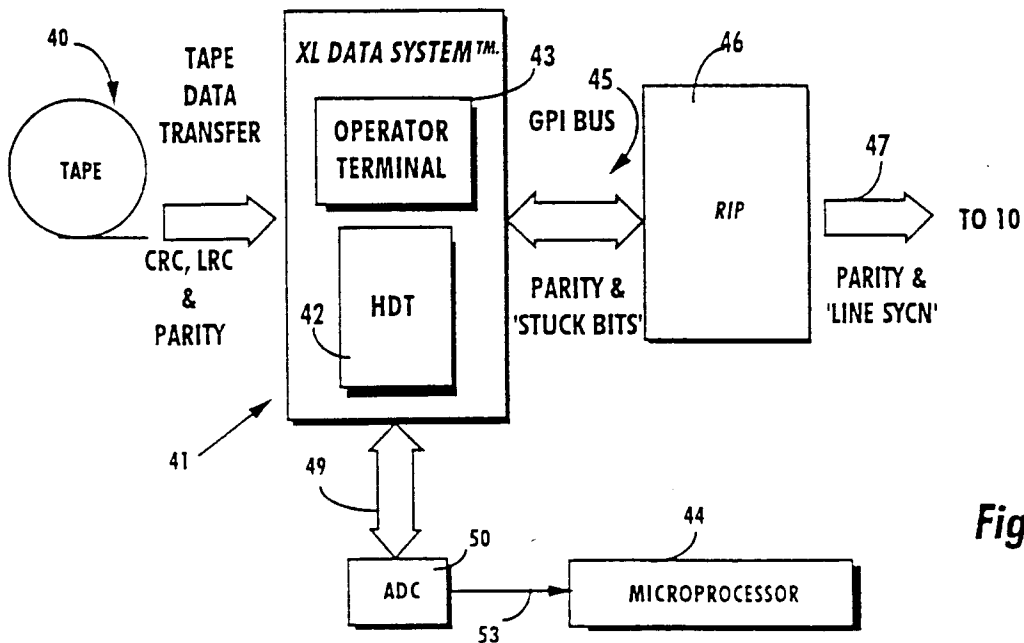 40
TAPE
DATA
TRANSFER
TAPE
CRC, LRC
&
PARITY
XL DATA SYSTEM™.
43
OPERATOR
TERMINAL
42
HDT
41
45
GPI BUS
PARITY &
'STUCK BITS'
46
RIP
47
TO 10
PARITY &
'LINE SYCN'
49
50
ADC
53
44
MICROPROCESSOR
Fig